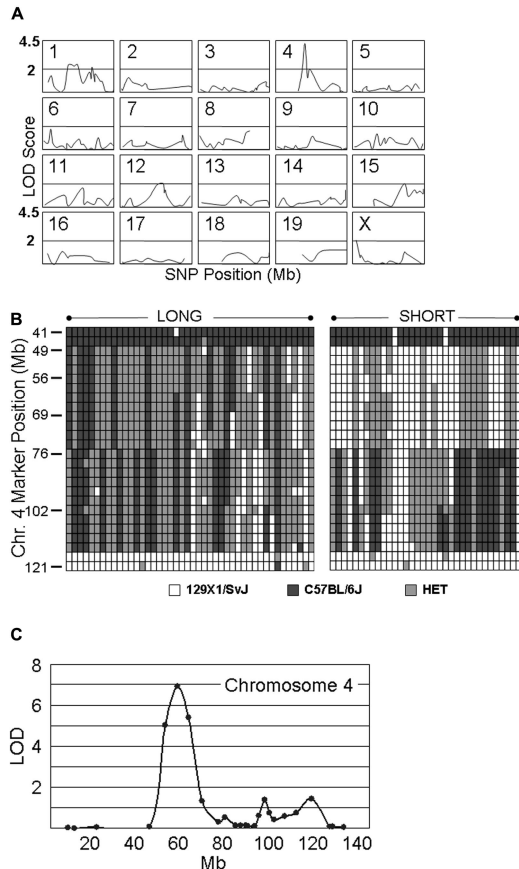 A
4.5
2
1 2 3 4 5
6 7 8 9 10
11 12 13 14 15
4.5
2
16 17 18 19 X
LOD Score
SNP Position (Mb)
B
LONG SHORT
41
49
56
69
76
102
121
Chr. 4 Marker Position (Mb)
129X1/SvJ C57BL/6J HET
C
8
6
4
2
LOD
Chromosome 4
20 40 60 80 100 120 140
Mb